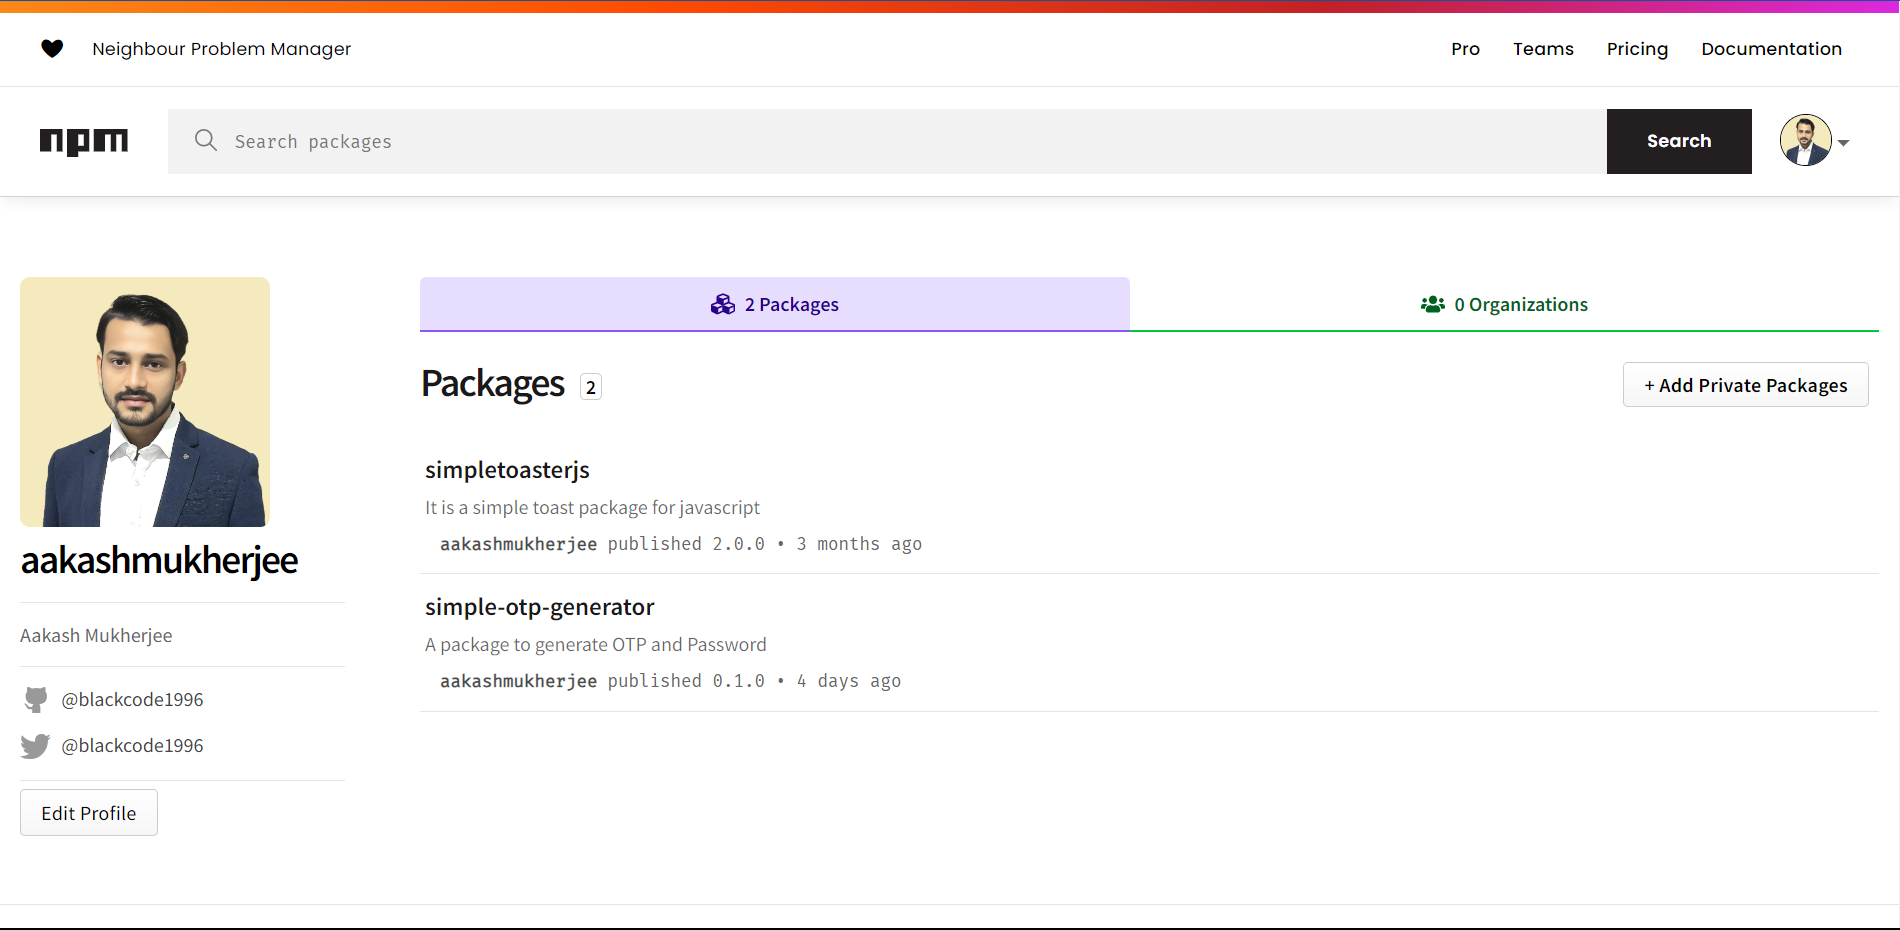 Neighbour Problem Manager
Pro Teams Pricing Documentation
npm
Search packages
Search
2 Packages
0 Organizations
Packages 2
+ Add Private Packages
simpletoasterjs
It is a simple toast package for javascript
aakashmukherjee published 2.0.0 • 3 months ago
simple-otp-generator
A package to generate OTP and Password
aakashmukherjee published 0.1.0 • 4 days ago
aakashmukherjee
Aakash Mukherjee
@blackcode1996
@blackcode1996
Edit Profile